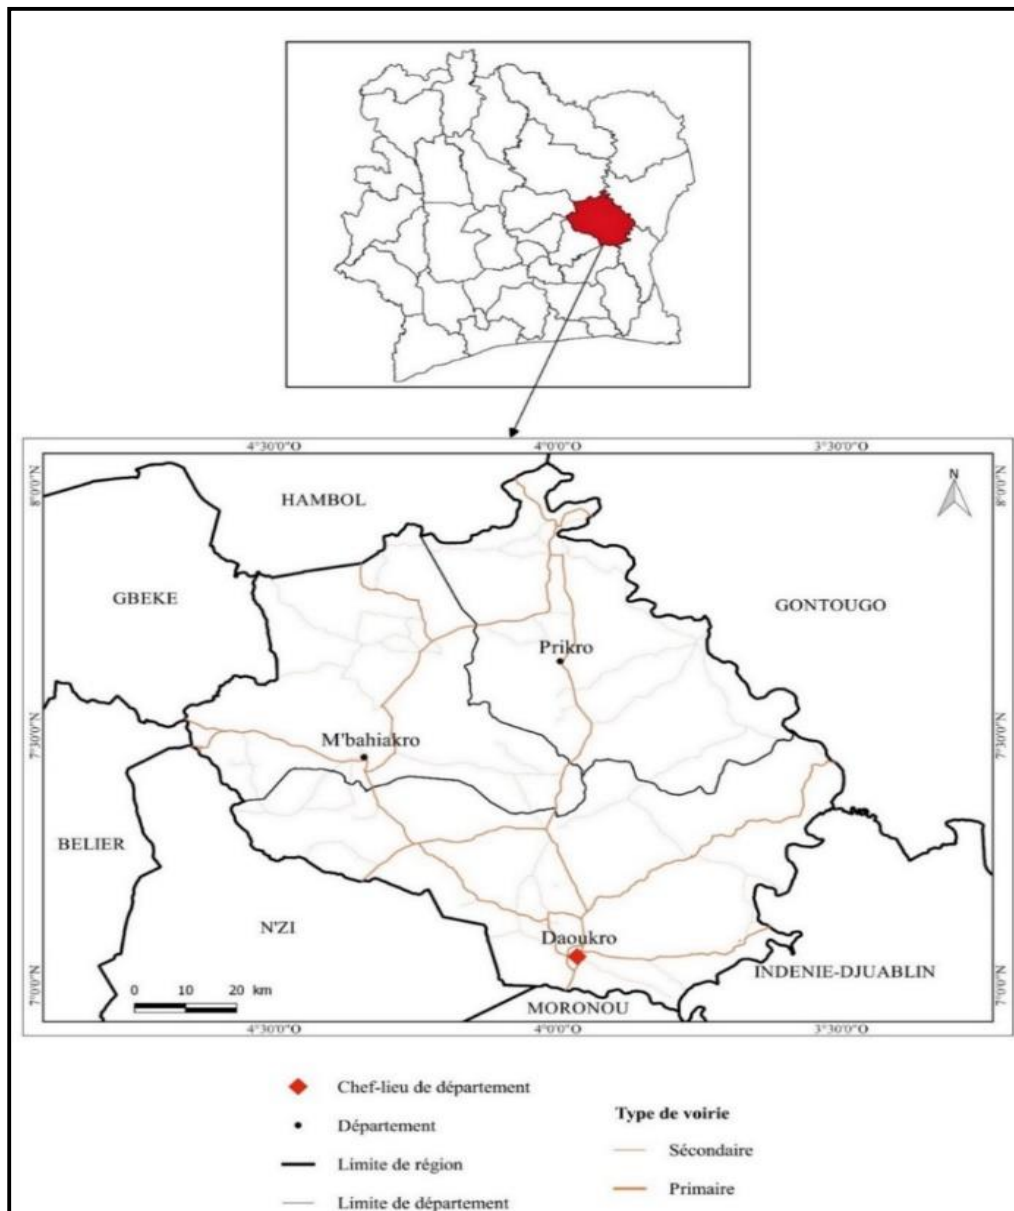 4°30'0"O 4°0'0"O 3°30'0"O
8°0'0"N 8°0'0"N
N
HAMBOL
GBEKE
GONTOUGO
Prikro
7°30'0"N 7°30'0"N
M'bahiakro
BELIER
N'ZI
Daoukro
INDENIE-DJUABLIN
7°0'0"N 7°0'0"N
0 10 20 km
MORONOU
4°30'0"O 4°0'0"O 3°30'0"O
Chef-lieu de département
Département
Limite de région
Limite de département
Type de voirie
Sécondaire
Primaire